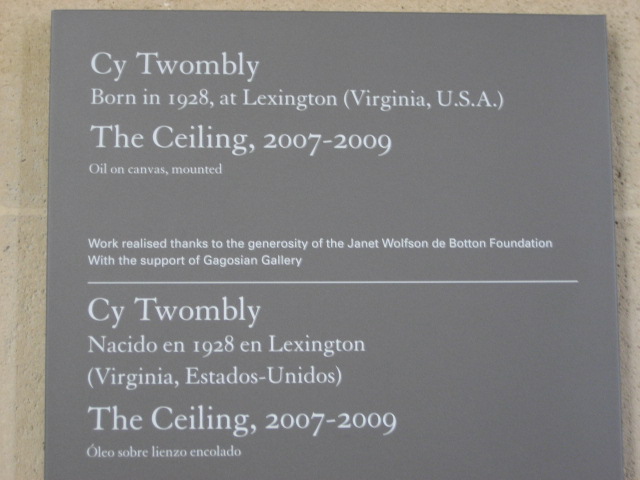 Cy Twombly
Born in 1928, at Lexington (Virginia, U.S.A.)
The Ceiling, 2007-2009
Oil on canvas, mounted
Work realised thanks to the generosity of the Janet Wolfson de Botton Foundation
With the support of Gagosian Gallery
Cy Twombly
Nacido en 1928 en Lexington
(Virginia, Estados-Unidos)
The Ceiling, 2007-2009
Óleo sobre lienzo encolado